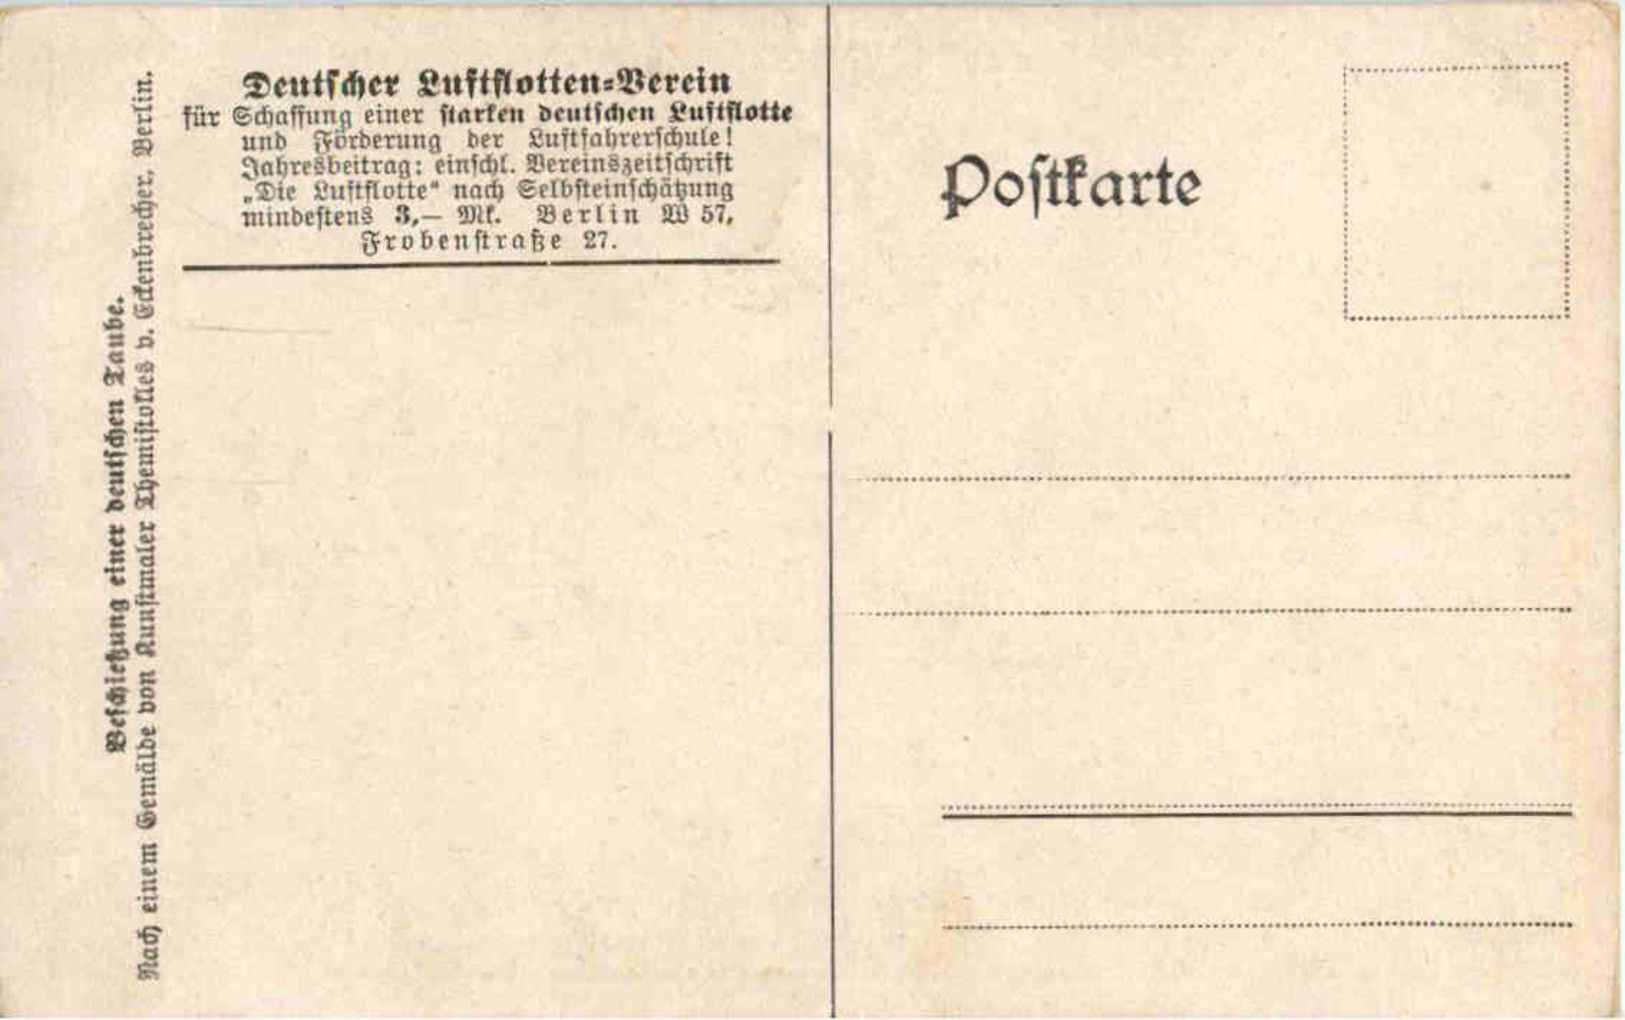 Deutscher Luftflotten-Verein
für Schaffung einer starken deutschen Luftflotte
und Förderung der Luftfahrerschule!
Jahresbeitrag: einschl. Vereinszeitschrift
„Die Luftflotte“ nach Selbsteinschätzung
mindestens 3,— Mk. Berlin W 57,
Frobenstraße 27.
Beschießung einer deutschen Taube.
Nach einem Gemälde von Kunstmaler Themistokles v. Eckenbrecher, Berlin.
Postkarte